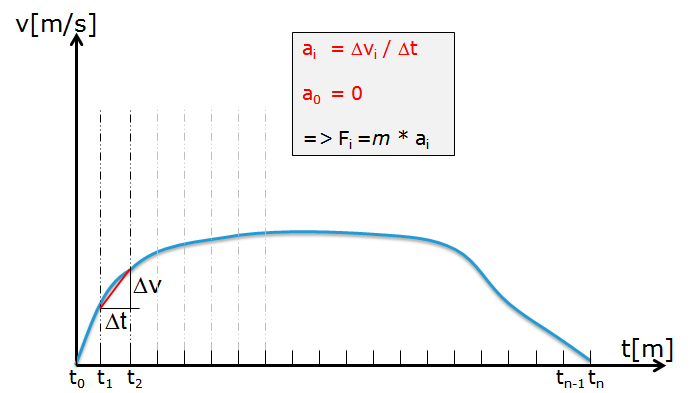 v[m/s]
aᵢ = Δvᵢ / Δt
a₀ = 0
=> Fᵢ =m * aᵢ
Δv
Δt
t[m]
t₀ t₁ t₂ tₙ₋₁ tₙ